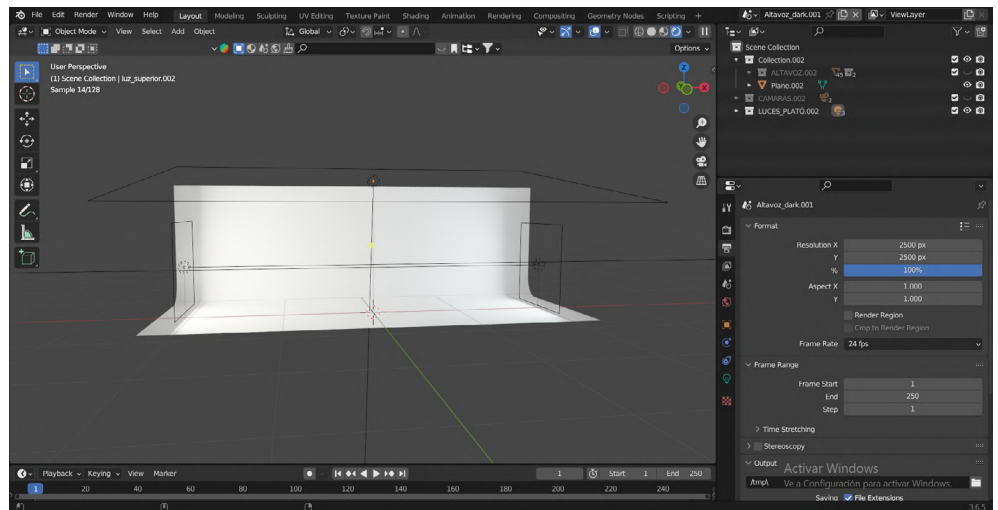 File Edit Render Window Help Layout Modeling Sculpting UV Editing Texture Paint Shading Animation Rendering Compositing Geometry Nodes Scripting + Altavoz_dark.001 ViewLayer
Object Mode View Select Add Object Global
Options
User Perspective
(1) Scene Collection | luz_superior.002
Sample 14/128
Z
X
Scene Collection
Collection.002
ALTAVOZ.002 2
Plane.002
CAMARAS.002 2
LUCES_PLATÓ.002
Altavoz_dark.001
Format
Resolution X 2500 px
Y 2500 px
% 100%
Aspect X 1.000
Y 1.000
Render Region
Crop to Render Region
Frame Rate 24 fps
Frame Range
Frame Start 1
End 250
Step 1
Time Stretching
Stereoscopy
Output
/tmp\
Saving File Extensions
Activar Windows
Ve a Configuración para activar Windows.
Playback Keying View Marker 1 Start 1 End 250
1 20 40 60 80 100 120 140 160 180 200 220 240
3.6.5